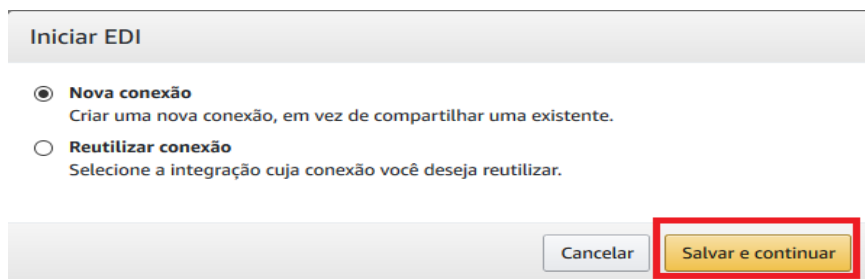 Iniciar EDI
Nova conexão
Criar uma nova conexão, em vez de compartilhar uma existente.
Reutilizar conexão
Selecione a integração cuja conexão você deseja reutilizar.
Cancelar
Salvar e continuar